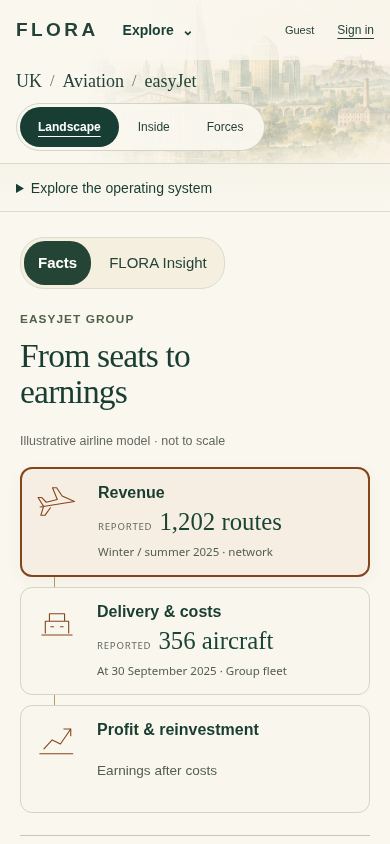 FLORA
Explore
Guest
Sign in
UK / Aviation / easyJet
Landscape
Inside
Forces
Explore the operating system
Facts
FLORA Insight
EASYJET GROUP
From seats to
earnings
Illustrative airline model · not to scale
Revenue
REPORTED 1,202 routes
Winter / summer 2025 · network
Delivery & costs
REPORTED 356 aircraft
At 30 September 2025 · Group fleet
Profit & reinvestment
Earnings after costs